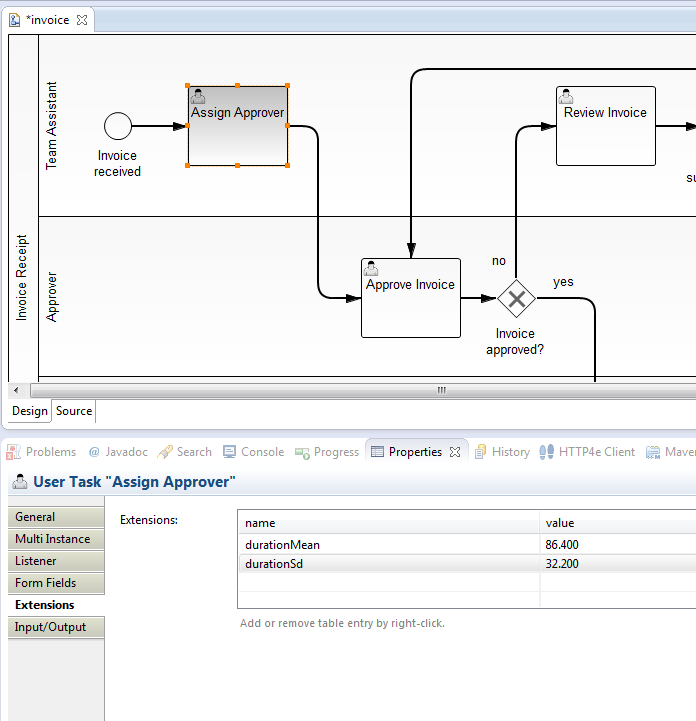 *invoice
Team Assistant
Assign Approver
Review Invoice
Invoice
received
su
Invoice Receipt
Approver
no
Approve Invoice
yes
Invoice
approved?
Design Source
Problems @ Javadoc Search Console Progress Properties History HTTP4e Client Maven
User Task "Assign Approver"
General
Extensions:
name value
Multi Instance
durationMean 86.400
Listener
durationSd 32.200
Form Fields
Extensions
Input/Output
Add or remove table entry by right-click.